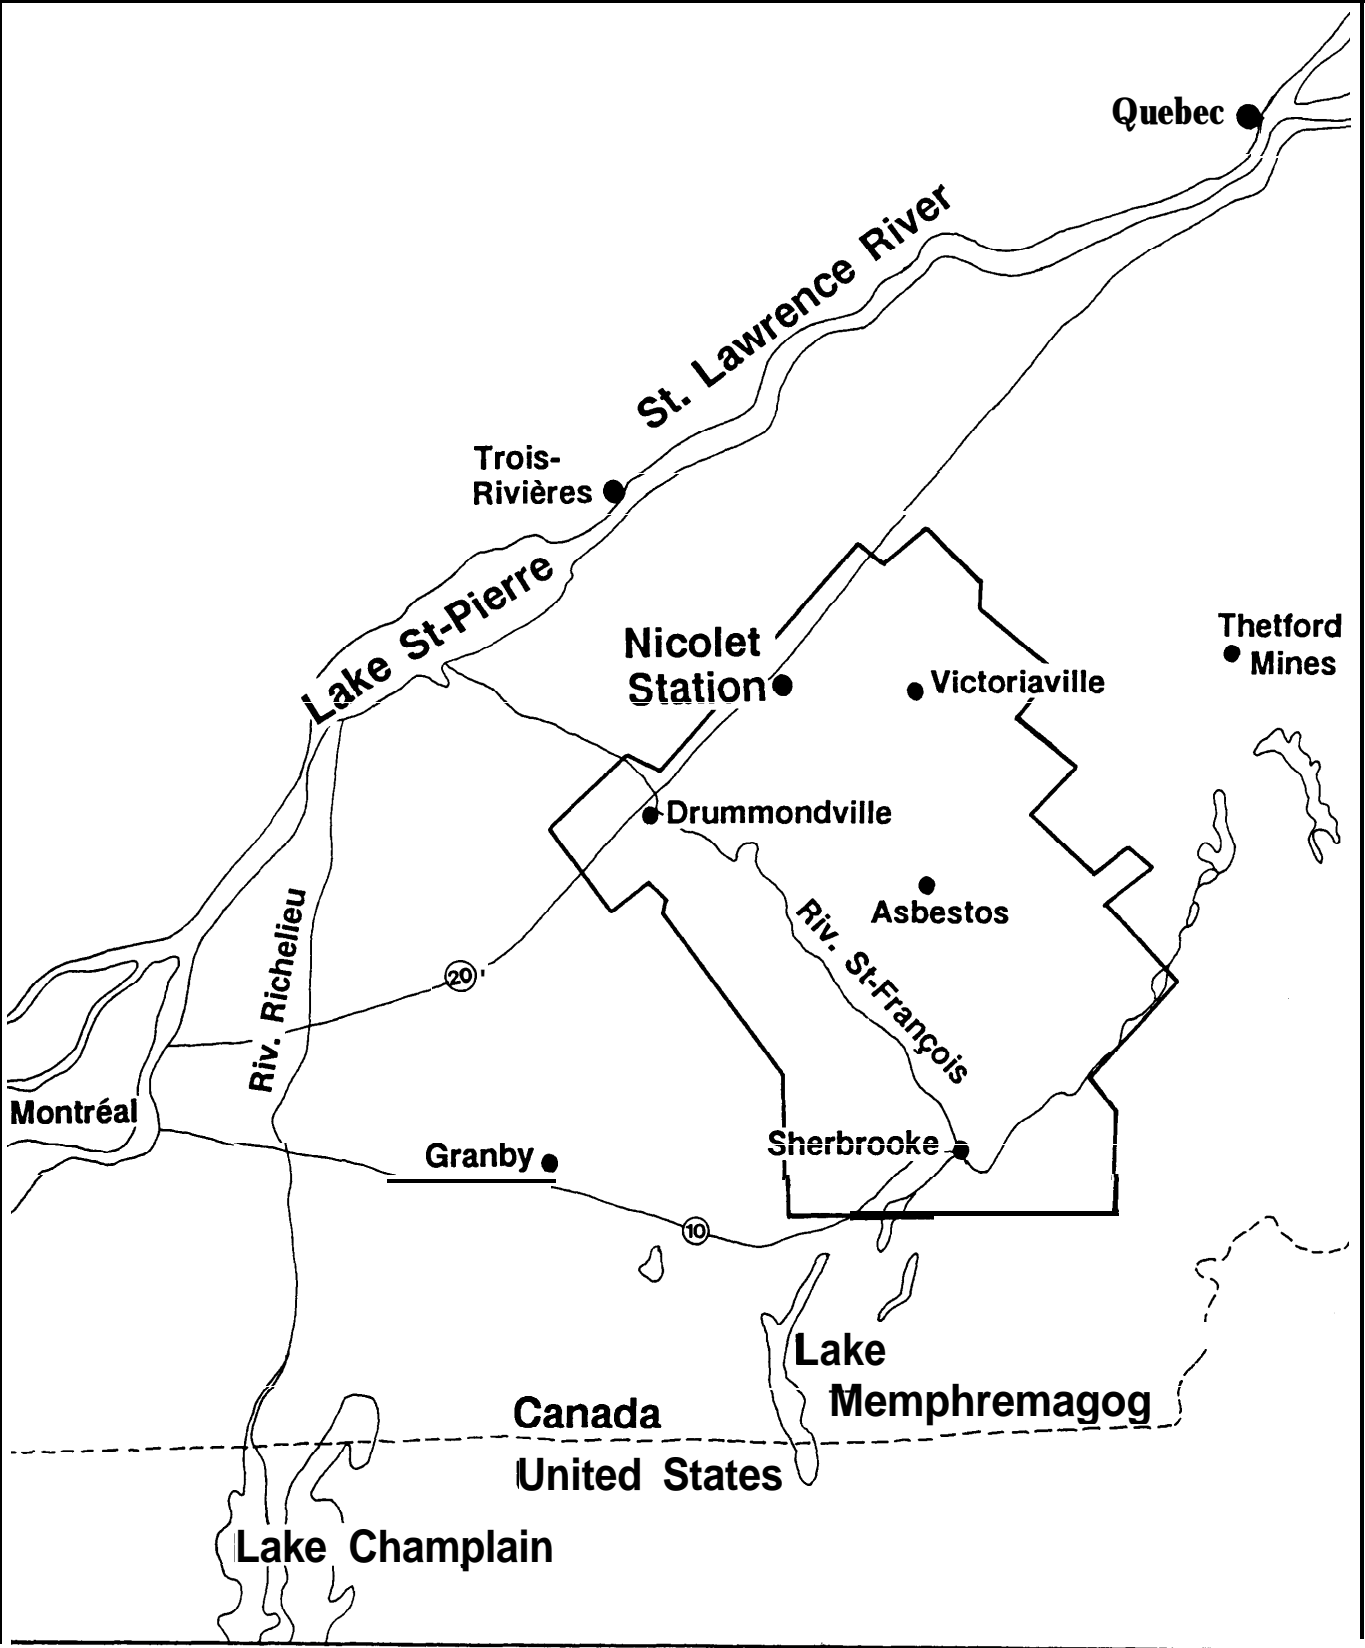 Quebec
St. Lawrence River
Trois-
Rivières
Lake St-Pierre
Nicolet
Station
Thetford
Mines
Victoriaville
Drummondville
Asbestos
Riv. Richelieu
Riv. St-François
20
Montréal
Granby
Sherbrooke
10
Lake
Memphremagog
Canada
United States
Lake Champlain